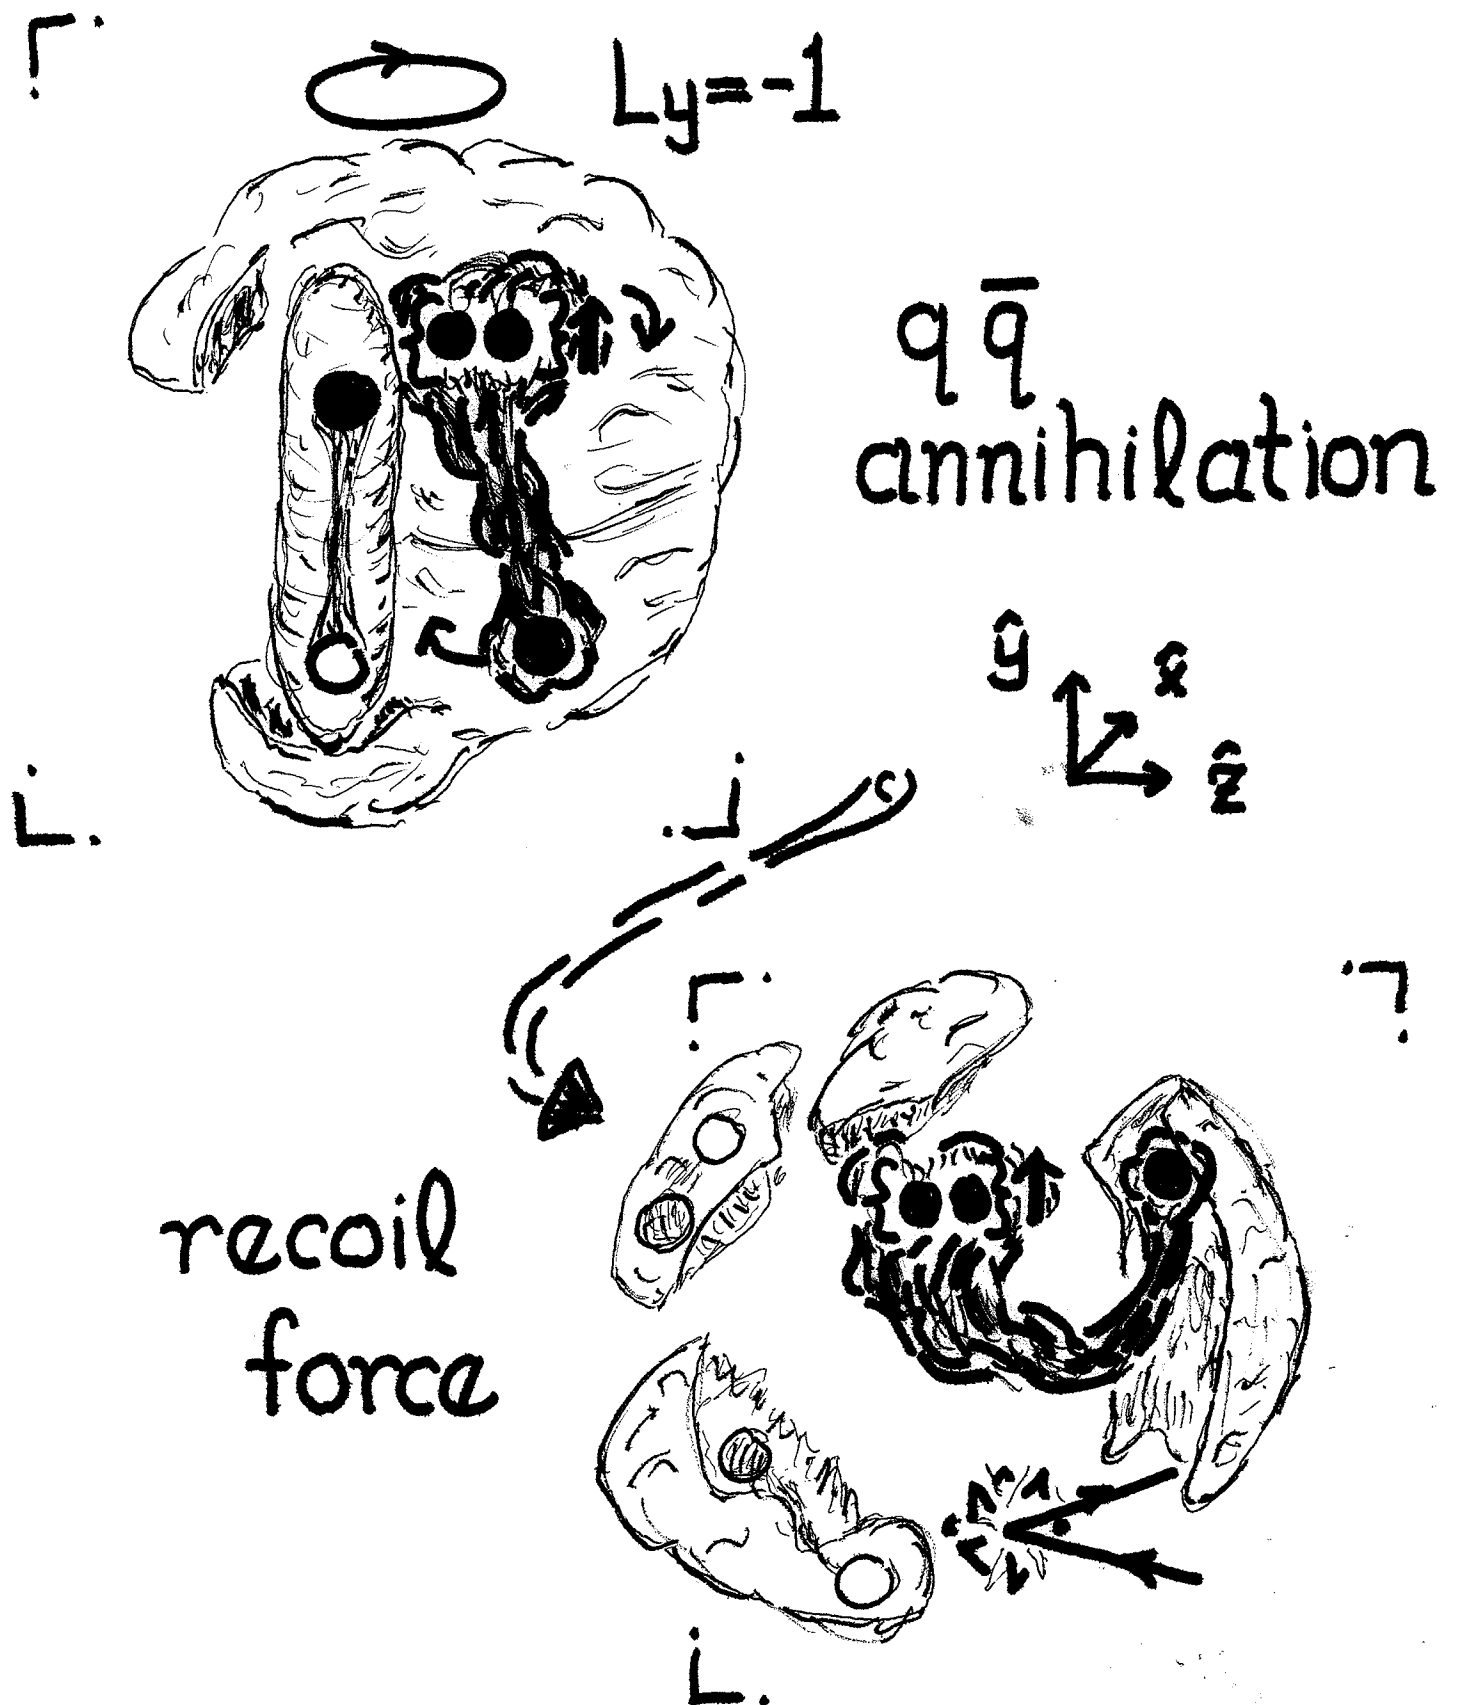 Ly=-1
q q̅
annihilation
ŷ
x̂
ẑ
recoil
force